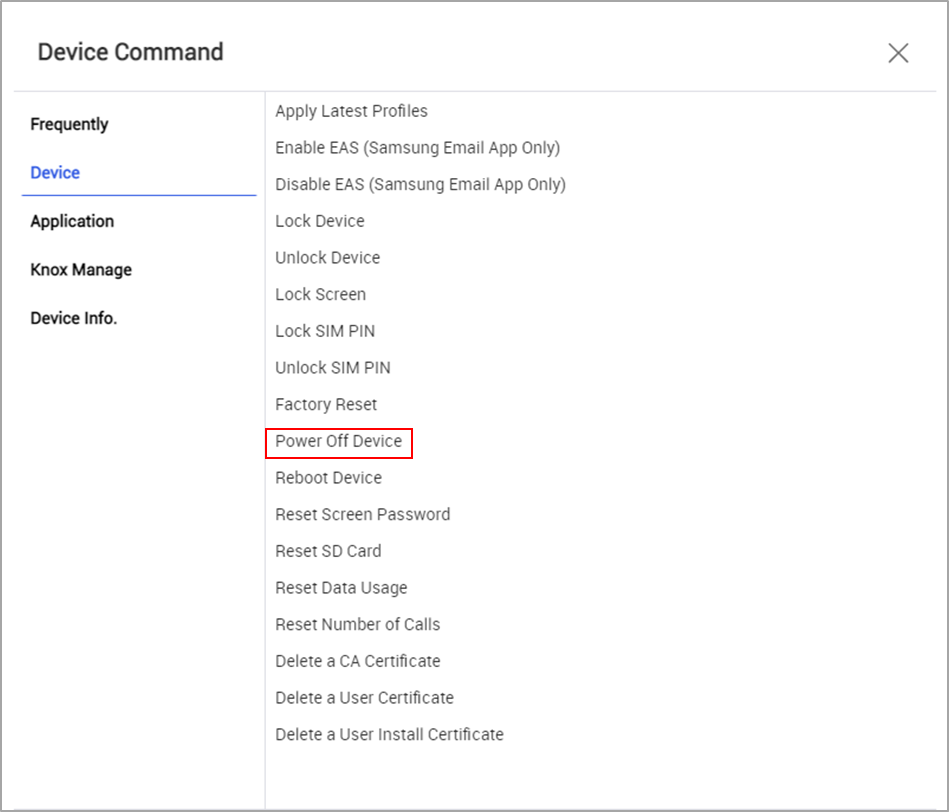 Device Command
Frequently
Device
Application
Knox Manage
Device Info.
Apply Latest Profiles
Enable EAS (Samsung Email App Only)
Disable EAS (Samsung Email App Only)
Lock Device
Unlock Device
Lock Screen
Lock SIM PIN
Unlock SIM PIN
Factory Reset
Power Off Device
Reboot Device
Reset Screen Password
Reset SD Card
Reset Data Usage
Reset Number of Calls
Delete a CA Certificate
Delete a User Certificate
Delete a User Install Certificate